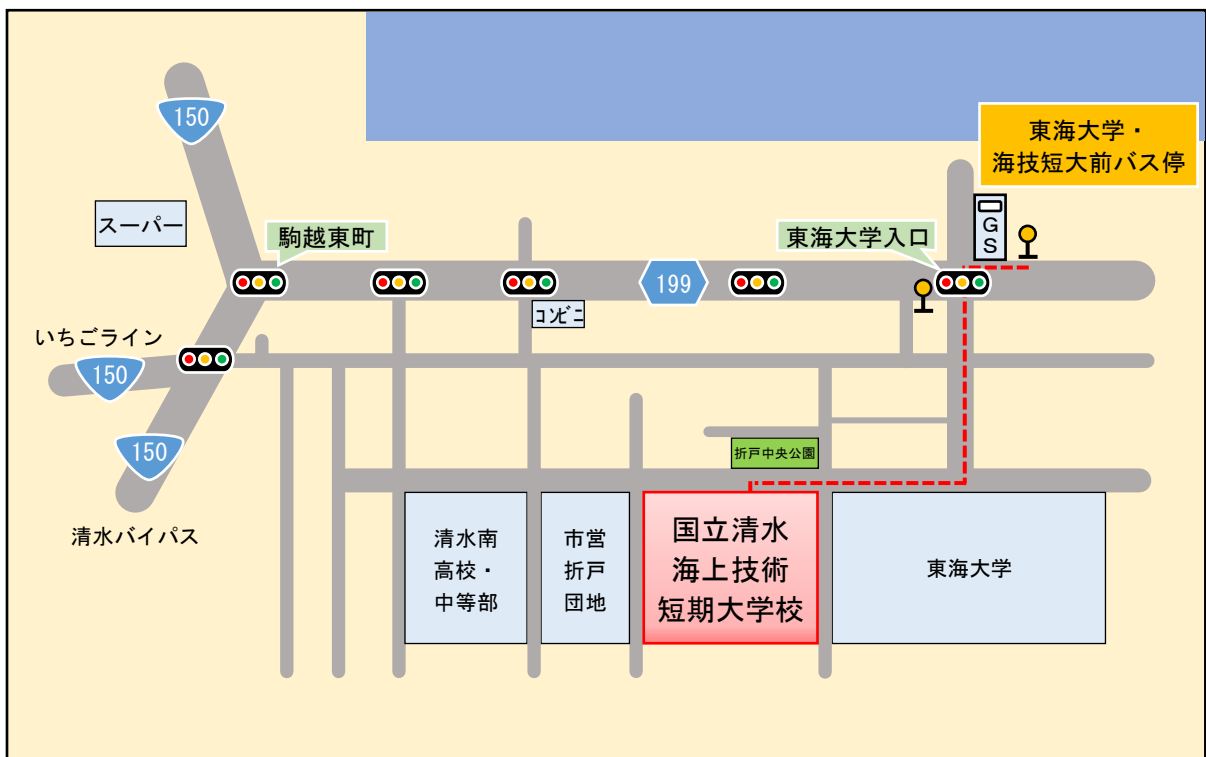 150
東海大学・
海技短大前バス停
スーパー
駒越東町
東海大学入口
GS
199
コンビニ
いちごライン
150
150
清水バイパス
折戸中央公園
清水南
高校・
中等部
市営
折戸
団地
国立清水
海上技術
短期大学校
東海大学